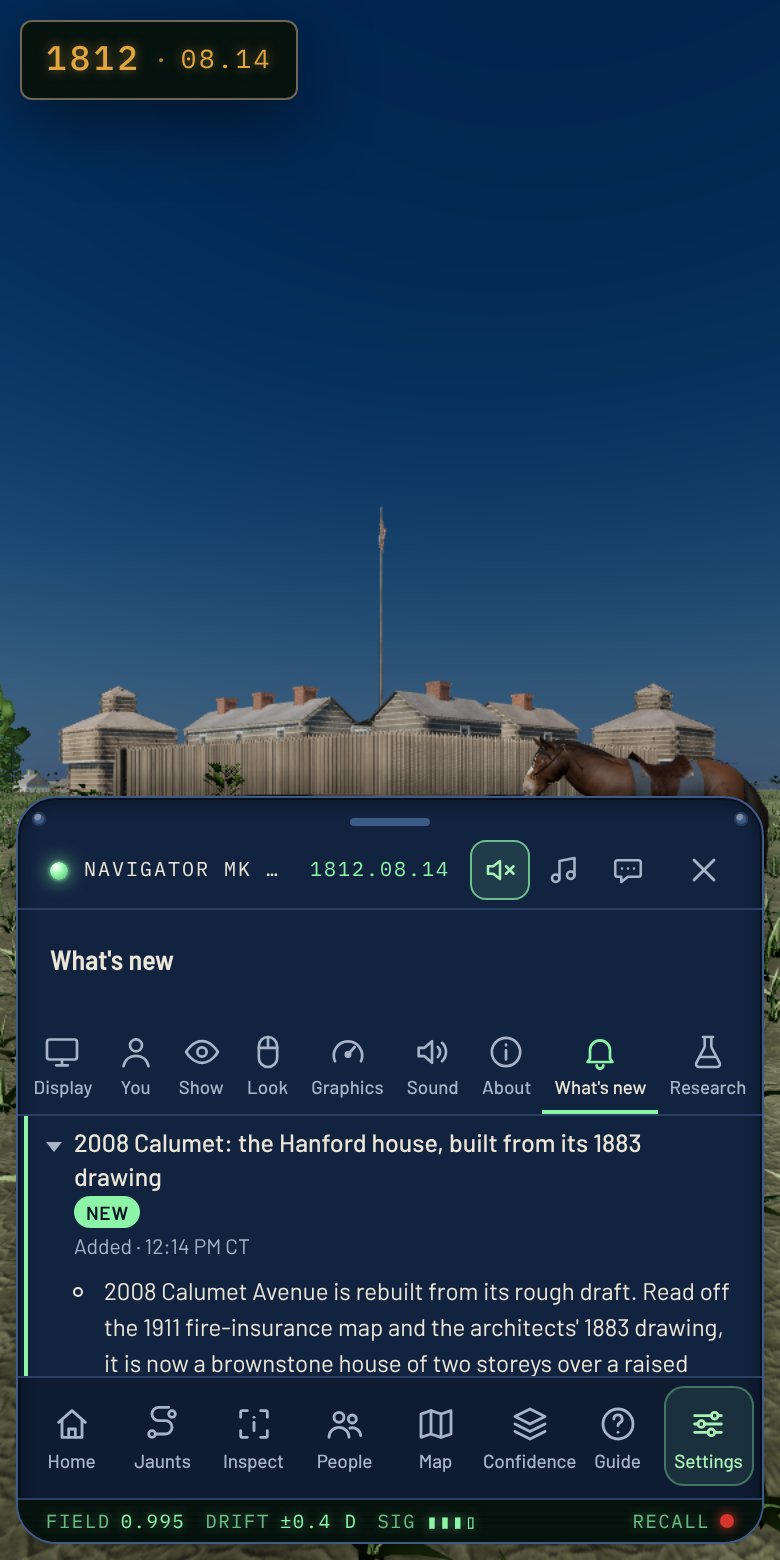 1812 · 08.14
NAVIGATOR MK … 1812.08.14
What's new
Display You Show Look Graphics Sound About What's new Research
2008 Calumet: the Hanford house, built from its 1883
drawing
NEW
Added · 12:14 PM CT
2008 Calumet Avenue is rebuilt from its rough draft. Read off
the 1911 fire-insurance map and the architects' 1883 drawing,
it is now a brownstone house of two storeys over a raised
Home Jaunts Inspect People Map Confidence Guide Settings
FIELD 0.995 DRIFT ±0.4 D SIG RECALL